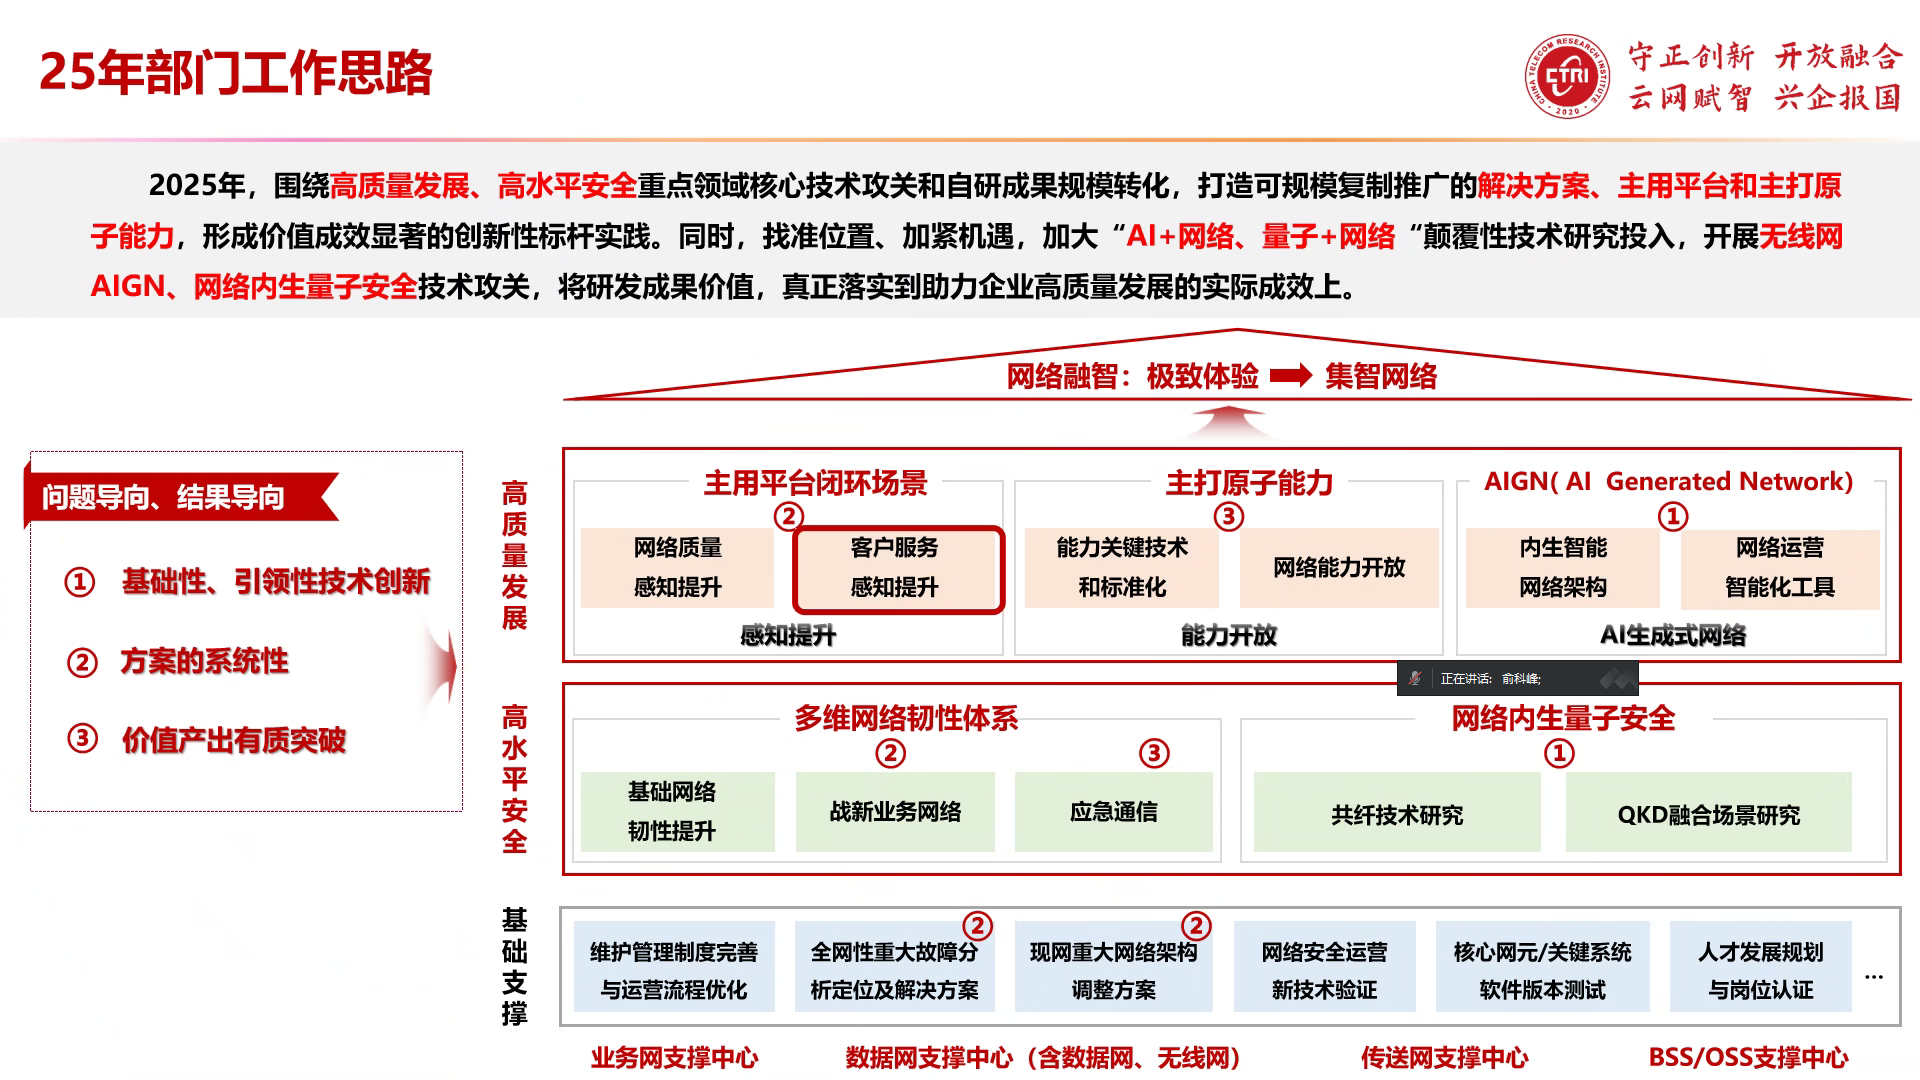 25年部门工作思路
CHINA TELECOM RESEARCH INSTITUTE
CTRI
2020
守正创新 开放融合
云网赋智 兴企报国
2025年，围绕高质量发展、高水平安全重点领域核心技术攻关和自研成果规模转化，打造可规模复制推广的解决方案、主用平台和主打原
子能力，形成价值成效显著的创新性标杆实践。同时，找准位置、加紧机遇，加大“AI+网络、量子+网络“颠覆性技术研究投入，开展无线网
AIGN、网络内生量子安全技术攻关，将研发成果价值，真正落实到助力企业高质量发展的实际成效上。
网络融智：极致体验 集智网络
问题导向、结果导向
① 基础性、引领性技术创新
② 方案的系统性
③ 价值产出有质突破
高质量发展
主用平台闭环场景
②
网络质量
感知提升
客户服务
感知提升
感知提升
主打原子能力
③
能力关键技术
和标准化
网络能力开放
能力开放
AIGN( AI Generated Network)
①
内生智能
网络架构
网络运营
智能化工具
AI生成式网络
正在讲话: 俞科峰;
高水平安全
多维网络韧性体系
② ③
基础网络
韧性提升
战新业务网络
应急通信
网络内生量子安全
①
共纤技术研究
QKD融合场景研究
基础支撑
维护管理制度完善
与运营流程优化
②
全网性重大故障分
析定位及解决方案
②
现网重大网络架构
调整方案
网络安全运营
新技术验证
核心网元/关键系统
软件版本测试
人才发展规划
与岗位认证
...
业务网支撑中心 数据网支撑中心（含数据网、无线网） 传送网支撑中心 BSS/OSS支撑中心